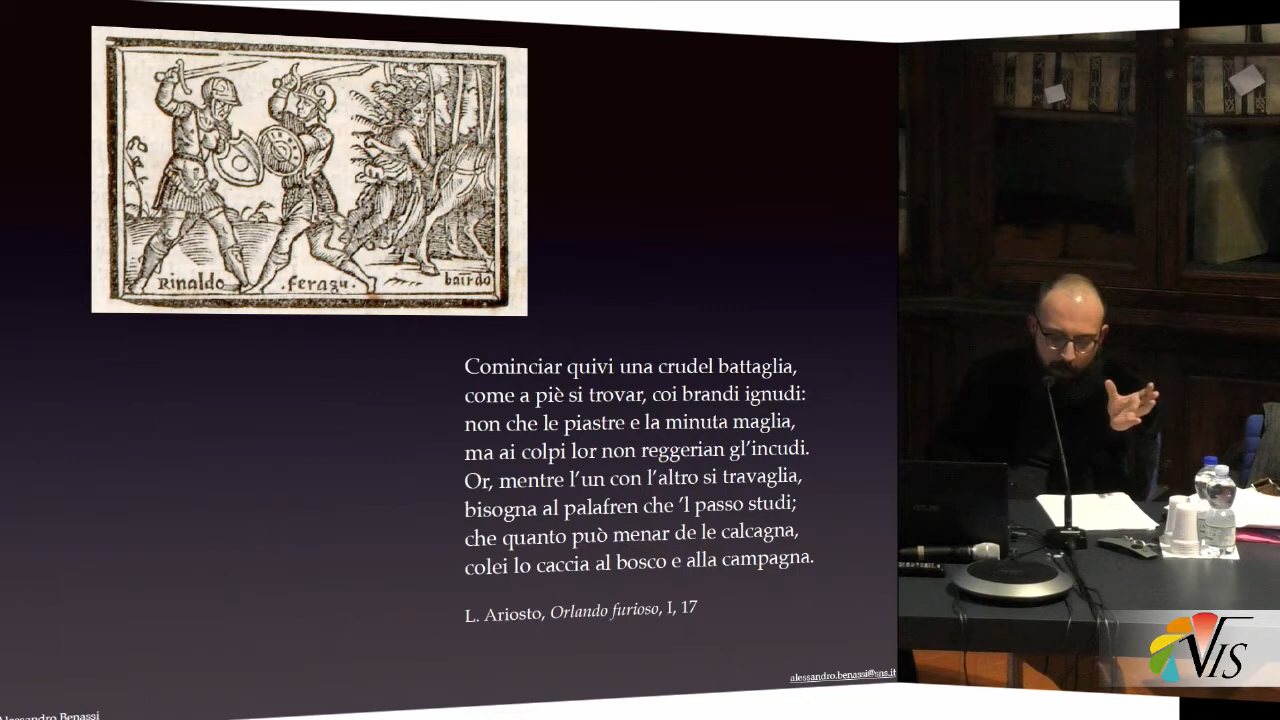 Rinaldo
.feragu.
bairdo
Cominciar quivi una crudel battaglia,
come a piè si trovar, coi brandi ignudi:
non che le piastre e la minuta maglia,
ma ai colpi lor non reggerian gl’incudi.
Or, mentre l’un con l’altro si travaglia,
bisogna al palafren che ’l passo studi;
che quanto può menar de le calcagna,
colei lo caccia al bosco e alla campagna.
L. Ariosto, Orlando furioso, I, 17
alessandro.benassi@sns.it
Alessandro Benassi
VIS